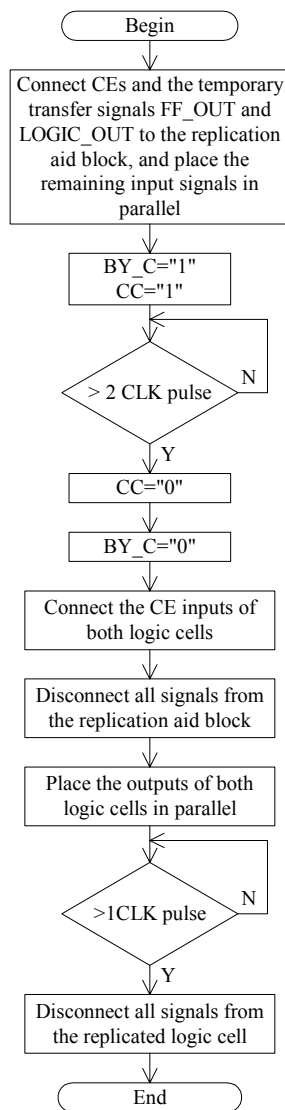 Begin
Connect CEs and the temporary
transfer signals FF_OUT and
LOGIC_OUT to the replication
aid block, and place the
remaining input signals in
parallel
BY_C="1"
CC="1"
> 2 CLK pulse
N
Y
CC="0"
BY_C="0"
Connect the CE inputs of
both logic cells
Disconnect all signals from
the replication aid block
Place the outputs of both
logic cells in parallel
>1CLK pulse
N
Y
Disconnect all signals from
the replicated logic cell
End